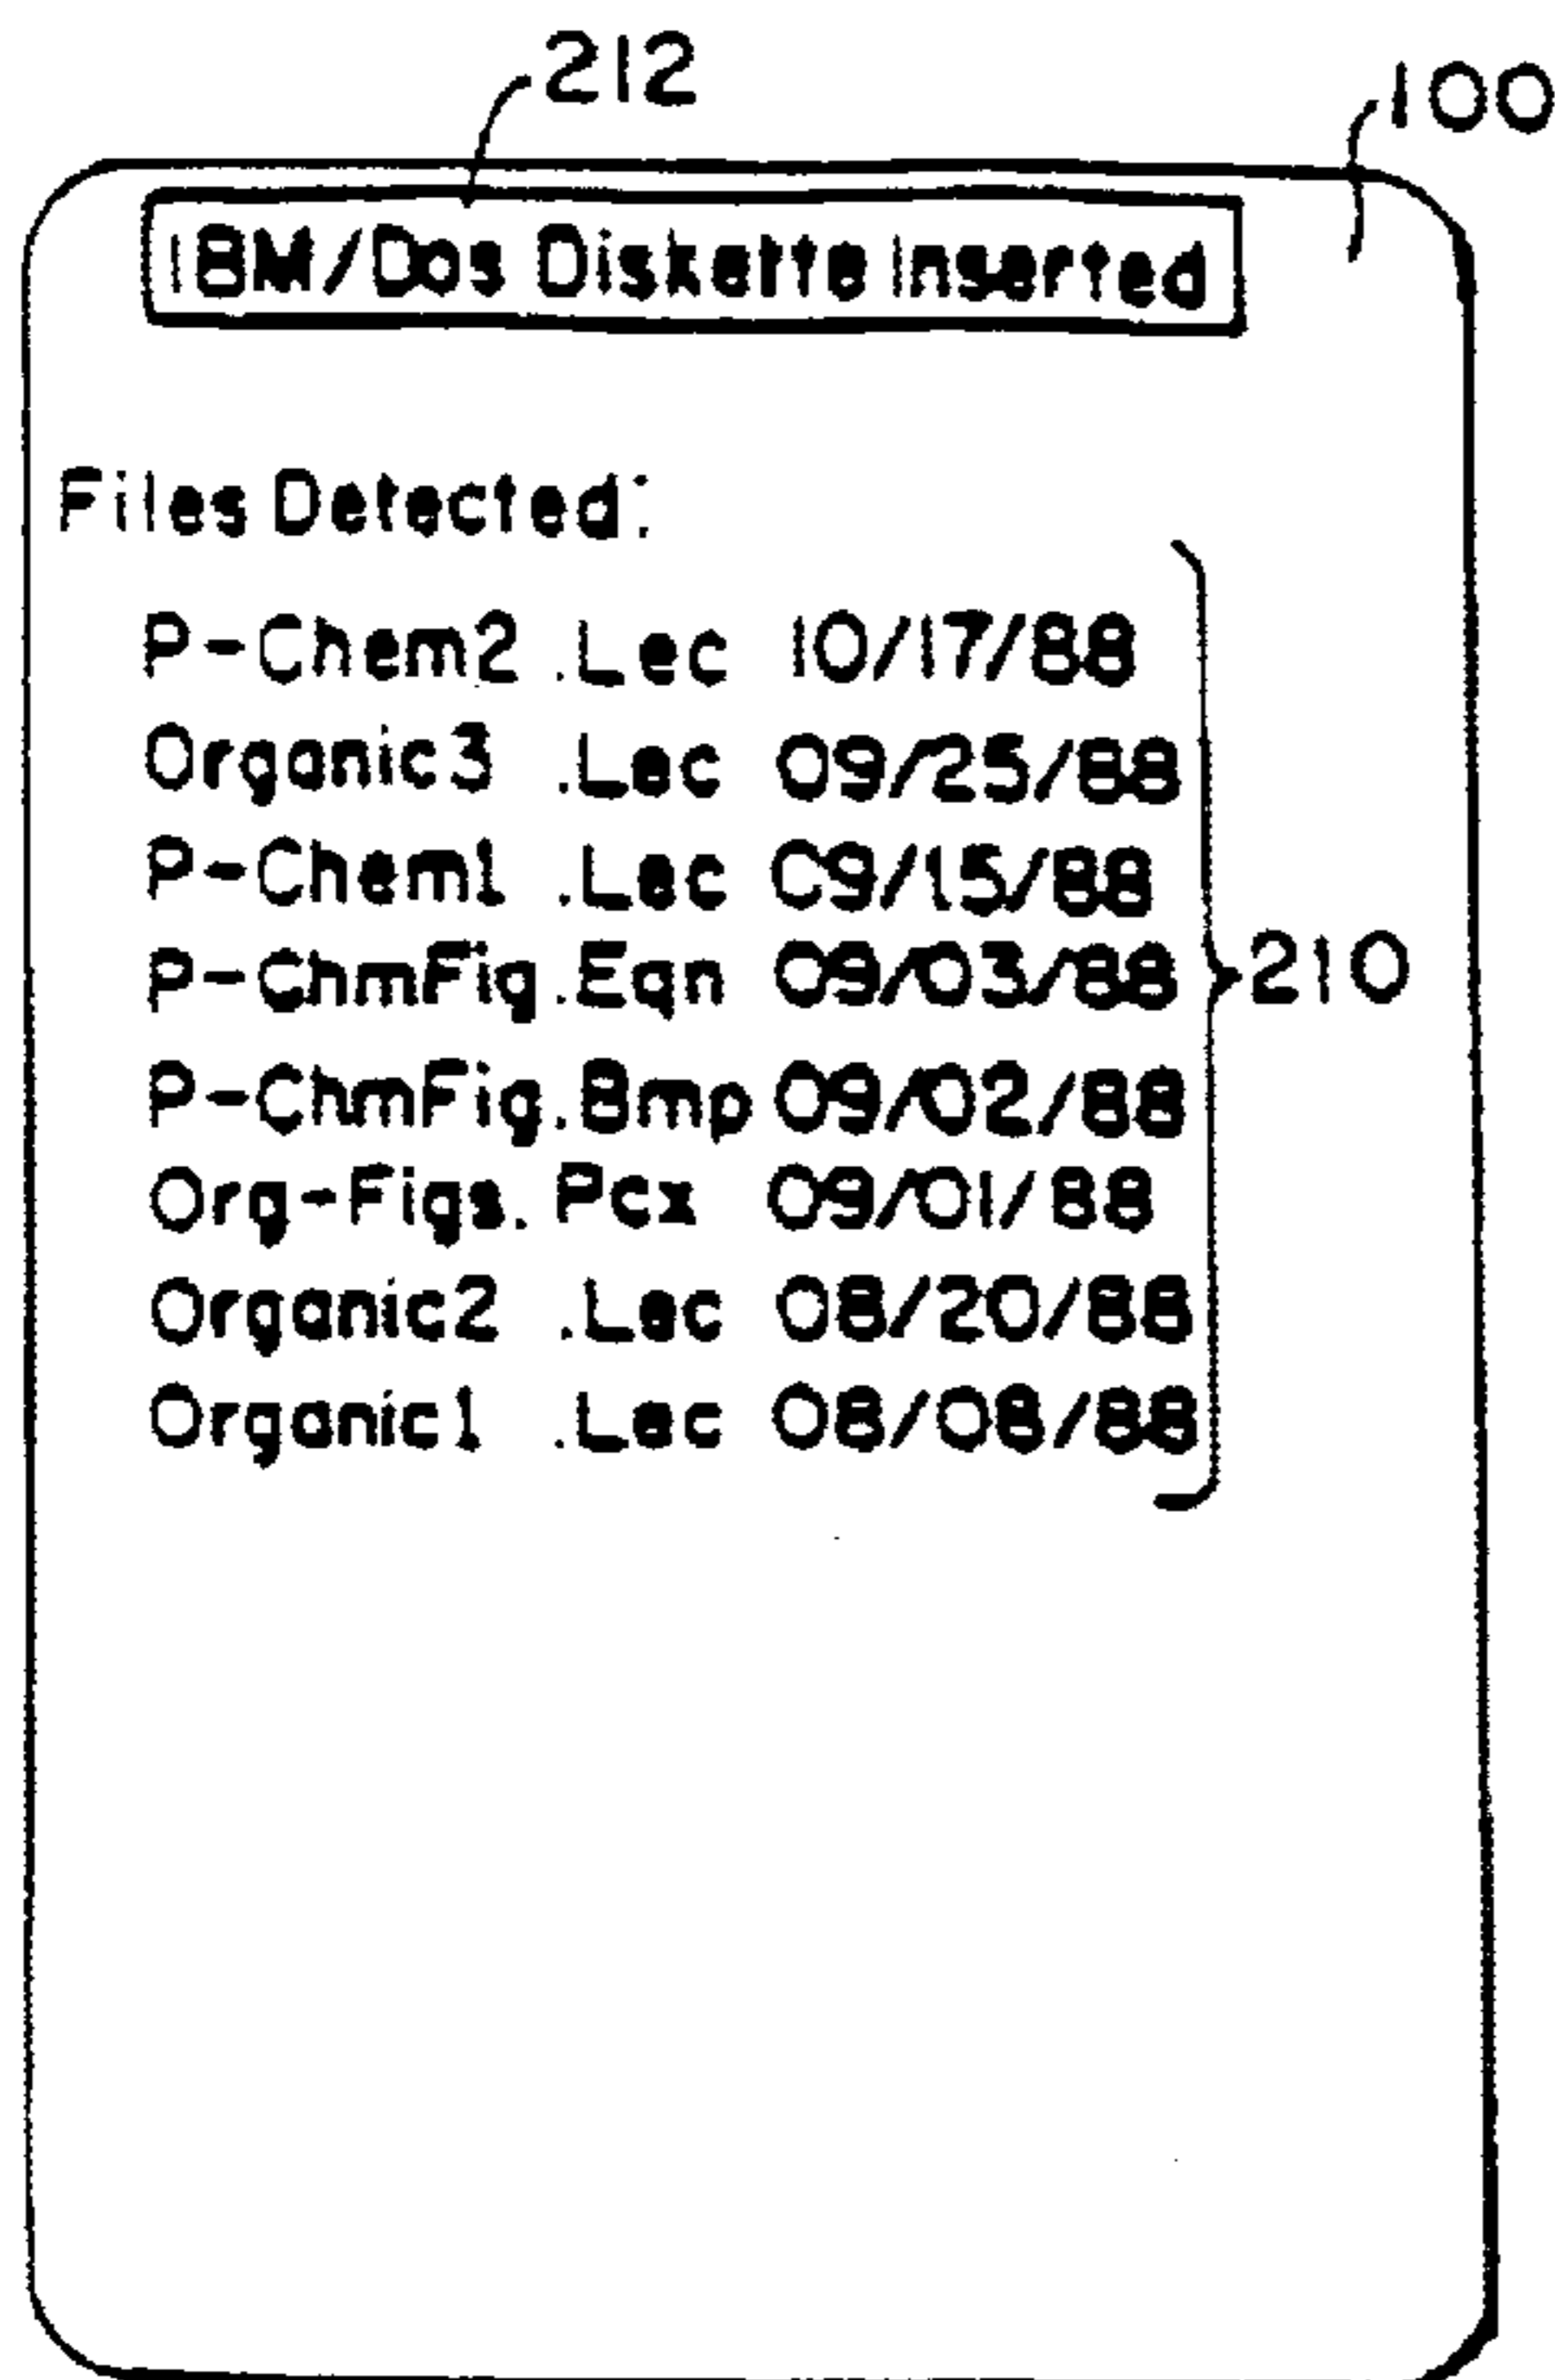 212
100
IBM/Dos Diskette Inserted
Files Detected:
P-Chem2 .Lec 10/17/88
Organic3 .Lec 09/25/88
P-Chem1 .Lec 09/15/88
P-ChmFig.Eqn 09/03/88
210
P-ChmFig.Bmp 09/02/88
Org-Figs. Pcx 09/01/88
Organic2 .Lec 08/20/88
Organic1 .Lec 08/08/88